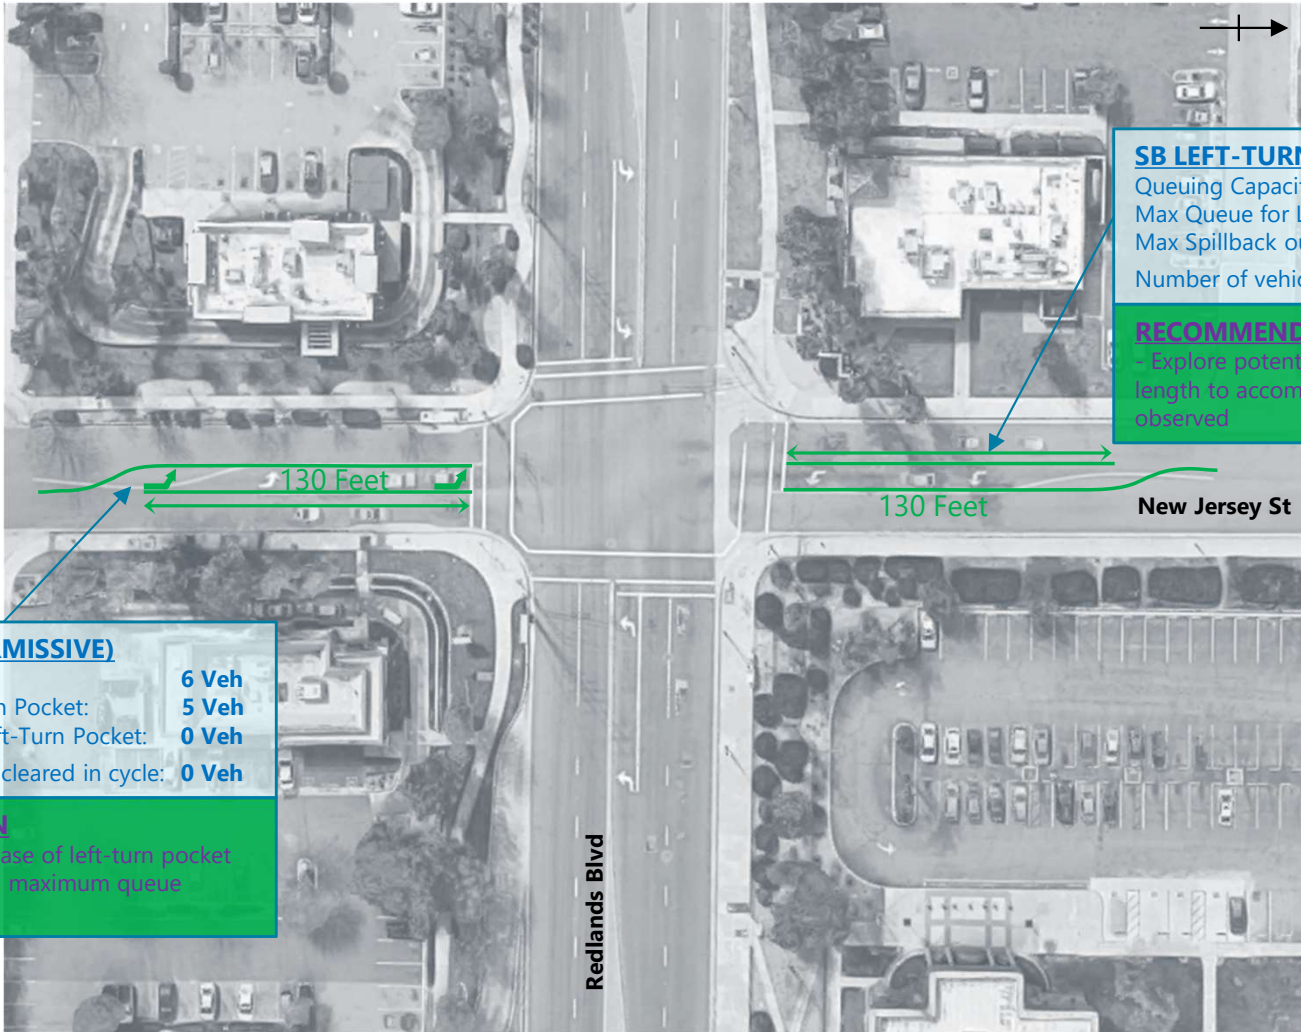 SB LEFT-TURN
Queuing Capaci
Max Queue for L
Max Spillback ou
Number of vehic
RECOMMEND
- Explore potent
length to accom
observed
130 Feet
130 Feet
New Jersey St
MISSIVE)
6 Veh
n Pocket: 5 Veh
ft-Turn Pocket: 0 Veh
cleared in cycle: 0 Veh
N
ase of left-turn pocket
maximum queue
Redlands Blvd